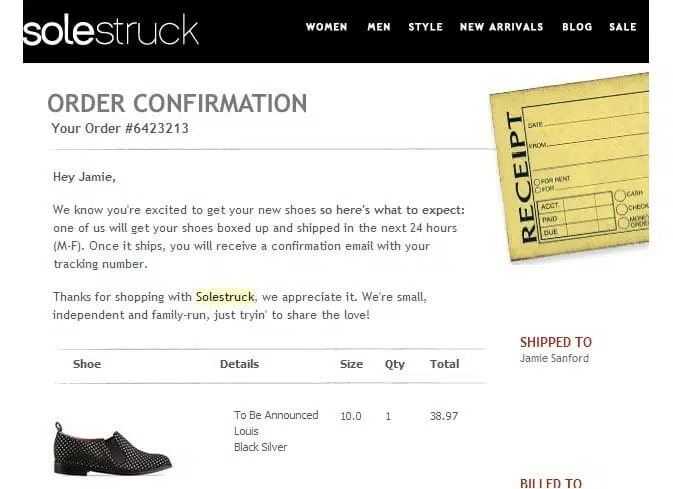 solestruck
WOMEN MEN STYLE NEW ARRIVALS BLOG SALE
ORDER CONFIRMATION
Your Order #6423213
RECEIPT
DATE
FROM
FOR RENT
FOR
ACCT.
PAID
DUE
CASH
CHECK
MONEY
ORDER
Hey Jamie,
We know you're excited to get your new shoes so here's what to expect:
one of us will get your shoes boxed up and shipped in the next 24 hours
(M-F). Once it ships, you will receive a confirmation email with your
tracking number.
Thanks for shopping with Solestruck, we appreciate it. We're small,
independent and family-run, just tryin' to share the love!
SHIPPED TO
Jamie Sanford
Shoe Details Size Qty Total
To Be Announced 10.0 1 38.97
Louis
Black Silver
BILLED TO